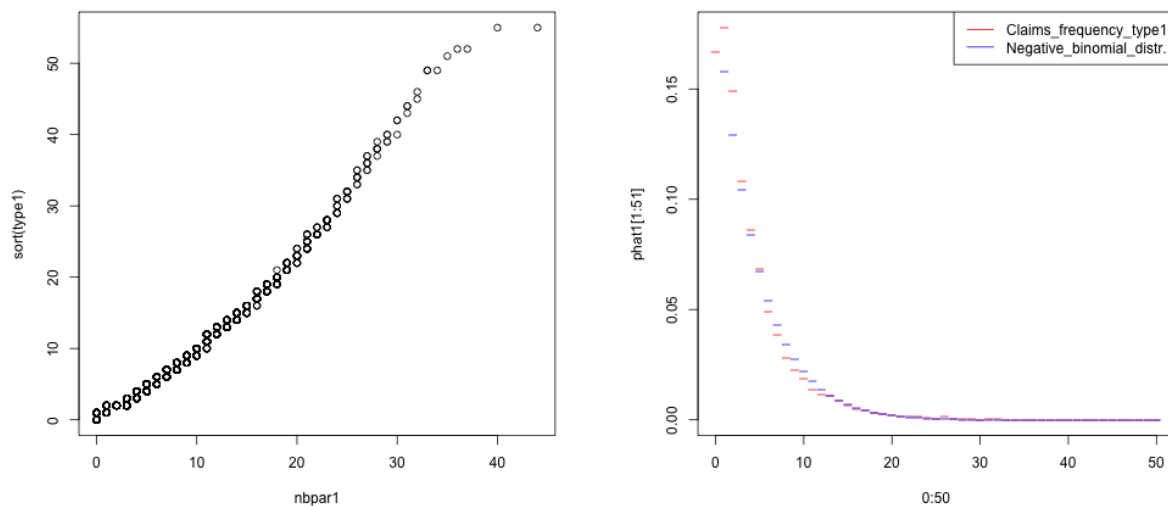 50
40
30
20
10
0
sort(type1)
0 10 20 30 40
nbpar1
Claims_frequency_type1
Negative_binomial_distr.
0.15
0.10
0.05
0.00
phat1[1:51]
0 10 20 30 40 50
0:50